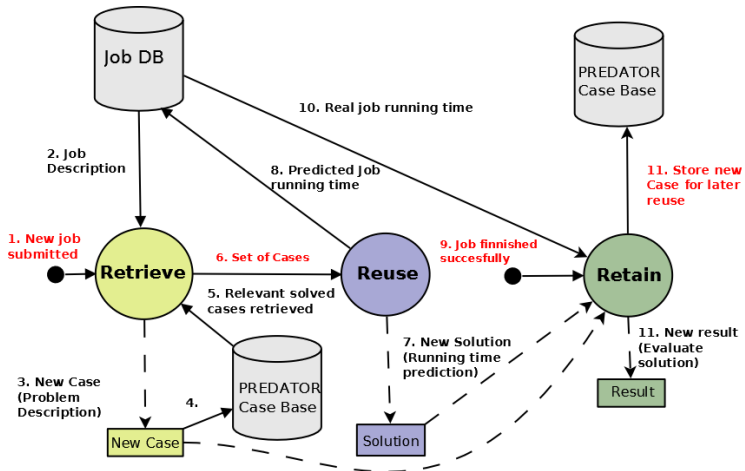 Job DB
PREDATOR
Case Base
10. Real job running time
2. Job
Description
8. Predicted Job
running time
11. Store new
Case for later
reuse
1. New job
submitted
6. Set of Cases
9. Job finnished
succesfully
Retrieve
Reuse
Retain
5. Relevant solved
cases retrieved
7. New Solution
(Running time
prediction)
11. New result
(Evaluate
solution)
3. New Case
(Problem
Description)
4.
PREDATOR
Case Base
Result
New Case
Solution